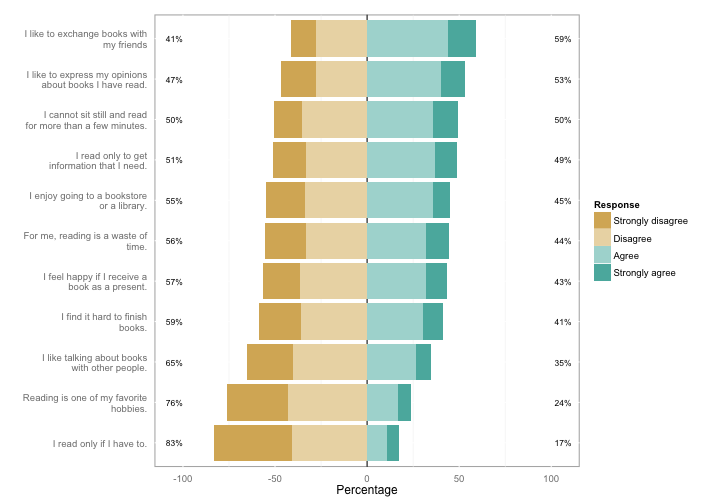 I like to exchange books with
my friends
41%
59%
I like to express my opinions
about books I have read.
47%
53%
I cannot sit still and read
for more than a few minutes.
50%
50%
I read only to get
information that I need.
51%
49%
I enjoy going to a bookstore
or a library.
55%
45%
For me, reading is a waste of
time.
56%
44%
I feel happy if I receive a
book as a present.
57%
43%
I find it hard to finish
books.
59%
41%
I like talking about books
with other people.
65%
35%
Reading is one of my favorite
hobbies.
76%
24%
I read only if I have to.
83%
17%
-100
-50
0
50
100
Percentage
Response
Strongly disagree
Disagree
Agree
Strongly agree